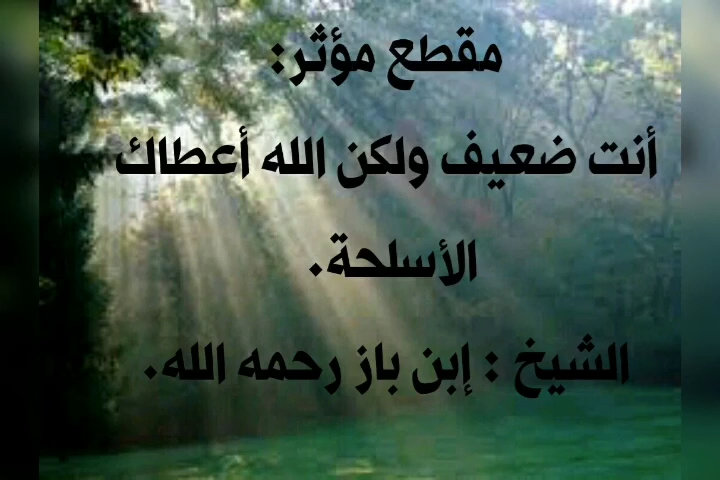 مقطع مؤثر:
أنت ضعيف ولكن الله أعطاك
الأسلحة.
الشيخ : إبن باز رحمه الله.